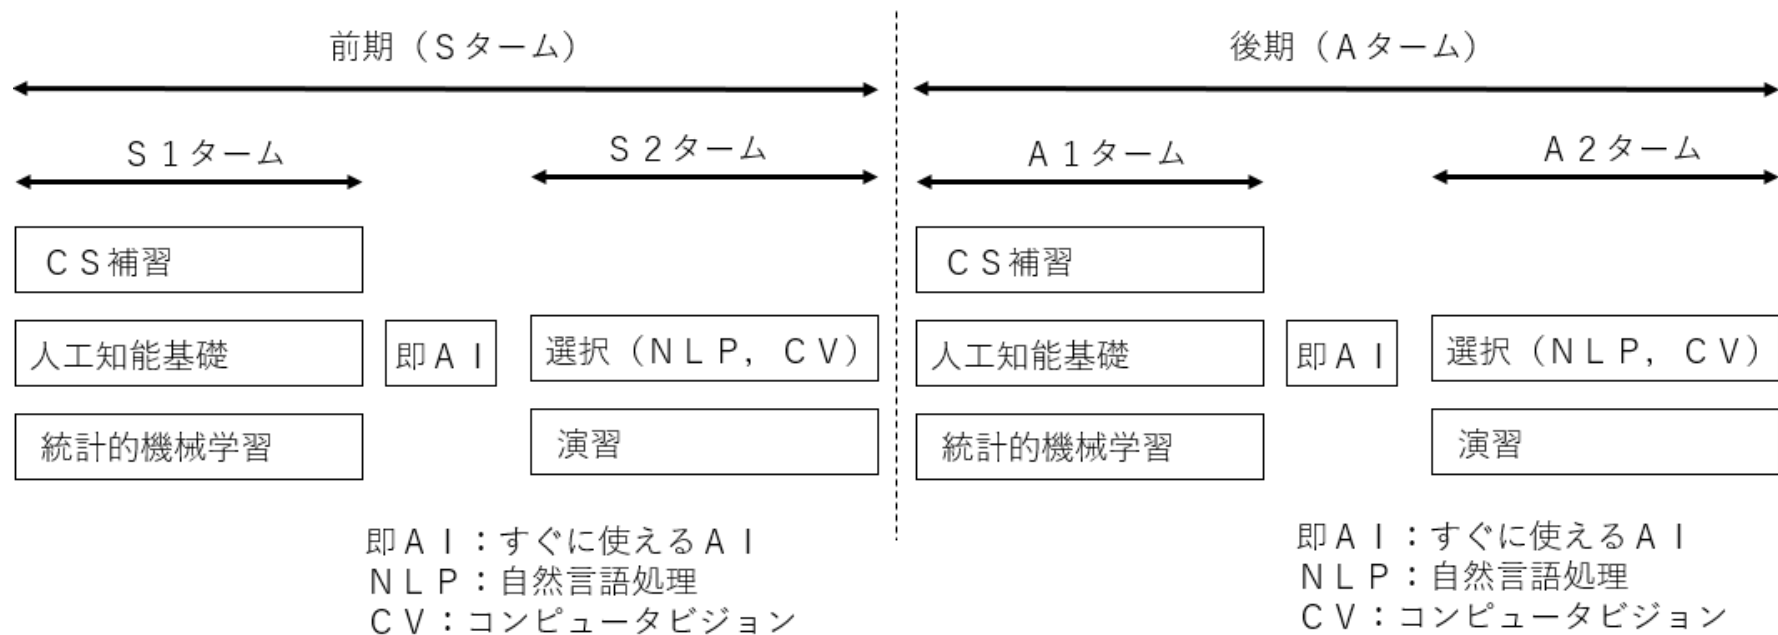 前期（Sターム）
後期（Aターム）
S1ターム
S2ターム
A1ターム
A2ターム
CS補習
CS補習
人工知能基礎
即AI
選択（NLP，CV）
人工知能基礎
即AI
選択（NLP，CV）
統計的機械学習
演習
統計的機械学習
演習
即AI：すぐに使えるAI
NLP：自然言語処理
CV：コンピュータビジョン
即AI：すぐに使えるAI
NLP：自然言語処理
CV：コンピュータビジョン